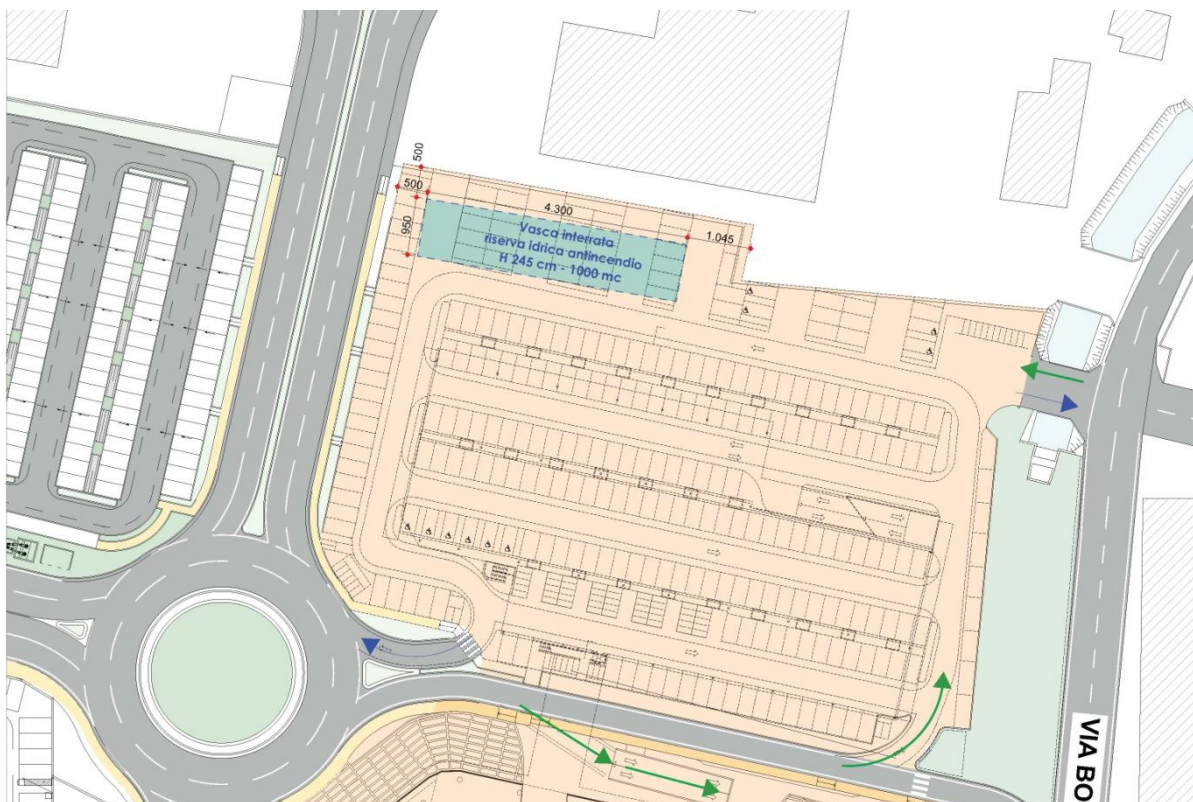 500
500
4.300
950
1.045
Vasca interrata
riserva idrica antincendio
H 245 cm - 1000 mc
VIA BO